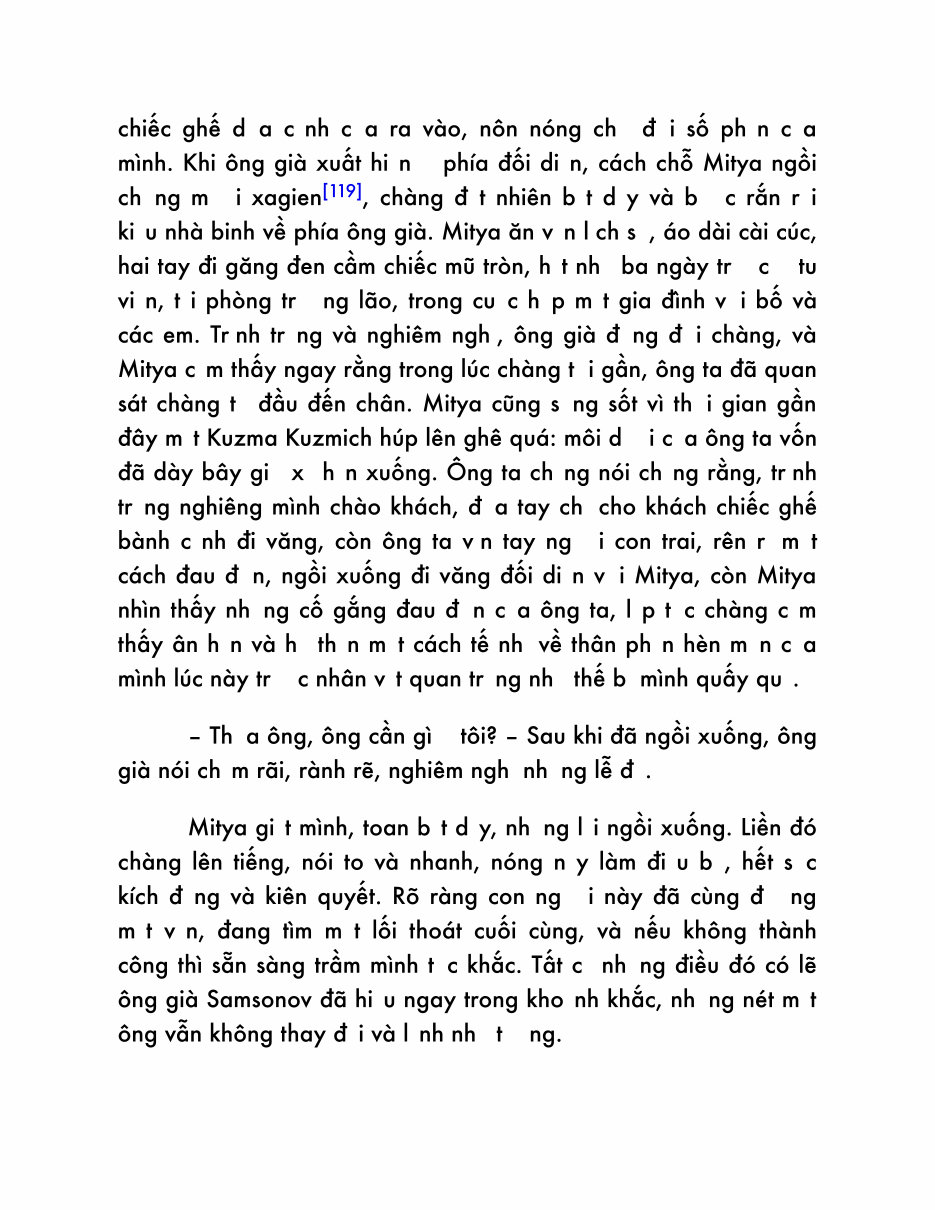 chiếc ghế d a c nh c a ra vào, nôn nóng ch đ i số ph n c a
mình. Khi ông già xuất hi n phía đối di n, cách chỗ Mitya ngồi
ch ng m i xagien[119], chàng đ t nhiên b t d y và b c rắn r i
ki u nhà binh về phía ông già. Mitya ăn v n l ch s , áo dài cài cúc,
hai tay đi găng đen cầm chiếc mũ tròn, h t nh ba ngày tr c tu
vi n, t i phòng tr ng lão, trong cu c h p m t gia đình v i bố và
các em. Tr nh tr ng và nghiêm ngh , ông già đ ng đ i chàng, và
Mitya c m thấy ngay rằng trong lúc chàng t i gần, ông ta đã quan
sát chàng t đầu đến chân. Mitya cũng s ng sốt vì th i gian gần
đây m t Kuzma Kuzmich húp lên ghê quá: môi d i c a ông ta vốn
đã dày bây gi x h n xuống. Ông ta ch ng nói ch ng rằng, tr nh
tr ng nghiêng mình chào khách, đ a tay ch cho khách chiếc ghế
bành c nh đi văng, còn ông ta v n tay ng i con trai, rên r m t
cách đau đ n, ngồi xuống đi văng đối di n v i Mitya, còn Mitya
nhìn thấy nh ng cố gắng đau đ n c a ông ta, l p t c chàng c m
thấy ân h n và h th n m t cách tế nh về thân ph n hèn m n c a
mình lúc này tr c nhân v t quan tr ng nh thế b mình quấy qu .
– Th a ông, ông cần gì tôi? – Sau khi đã ngồi xuống, ông
già nói ch m rãi, rành rẽ, nghiêm ngh nh ng lễ đ .
Mitya gi t mình, toan b t d y, nh ng l i ngồi xuống. Liền đó
chàng lên tiếng, nói to và nhanh, nóng n y làm đi u b , hết s c
kích đ ng và kiên quyết. Rõ ràng con ng i này đã cùng đ ng
m t v n, đang tìm m t lối thoát cuối cùng, và nếu không thành
công thì sẵn sàng trầm mình t c khắc. Tất c nh ng điều đó có lẽ
ông già Samsonov đã hi u ngay trong kho nh khắc, nh ng nét m t
ông vẫn không thay đ i và l nh nh t ng.